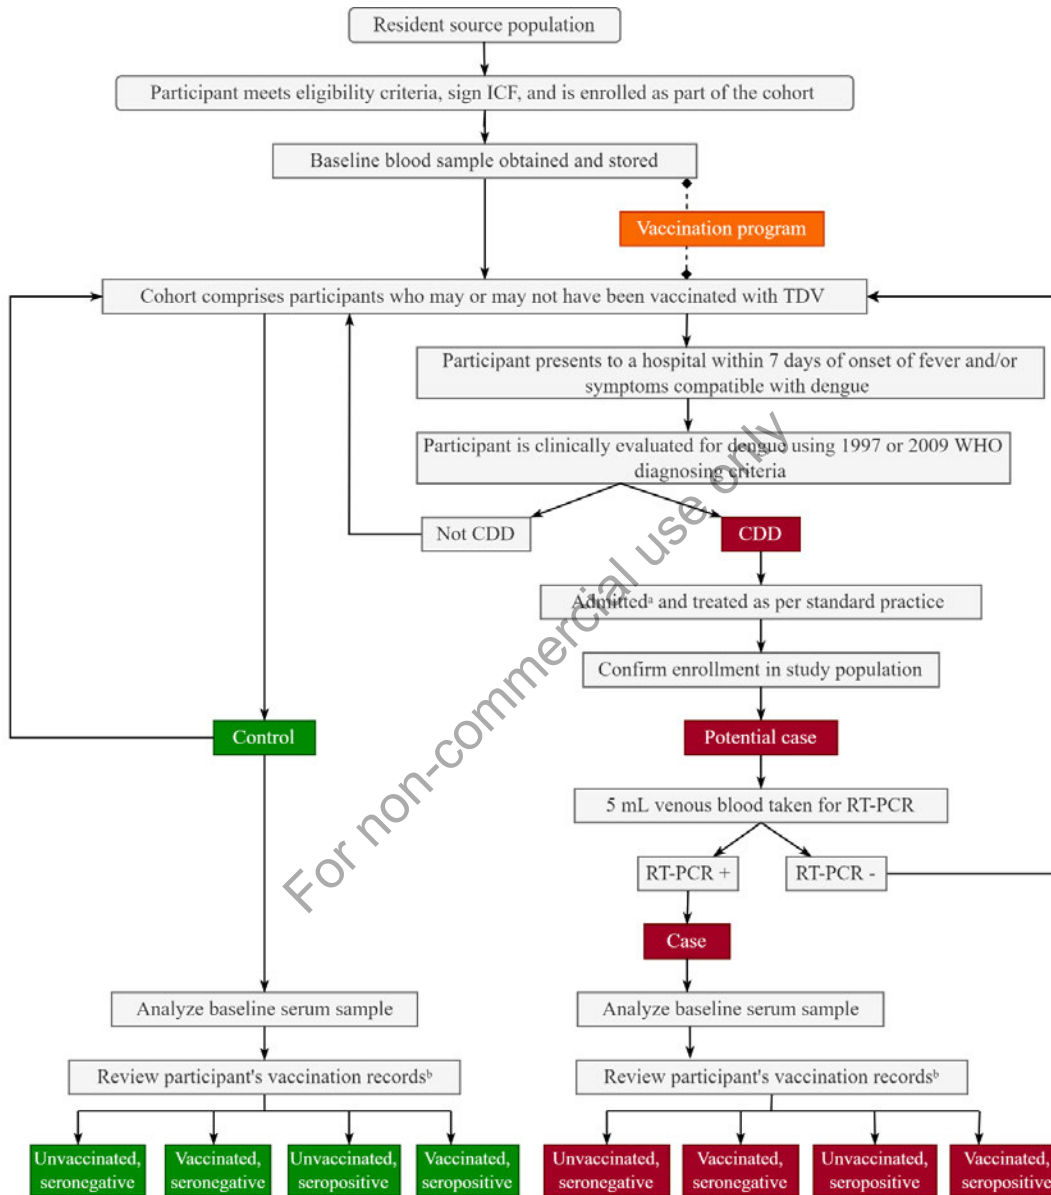 Resident source population
Participant meets eligibility criteria, sign ICF, and is enrolled as part of the cohort
Baseline blood sample obtained and stored
Vaccination program
Cohort comprises participants who may or may not have been vaccinated with TDV
Participant presents to a hospital within 7 days of onset of fever and/or
symptoms compatible with dengue
Participant is clinically evaluated for dengue using 1997 or 2009 WHO
diagnosing criteria
Not CDD
CDD
Admittedᵃ and treated as per standard practice
Confirm enrollment in study population
Control
Potential case
5 mL venous blood taken for RT-PCR
RT-PCR +
RT-PCR -
Case
Analyze baseline serum sample
Analyze baseline serum sample
Review participant's vaccination recordsᵇ
Review participant's vaccination recordsᵇ
Unvaccinated,
seronegative
Vaccinated,
seronegative
Unvaccinated,
seropositive
Vaccinated,
seropositive
Unvaccinated,
seronegative
Vaccinated,
seronegative
Unvaccinated,
seropositive
Vaccinated,
seropositive
For non-commercial use only